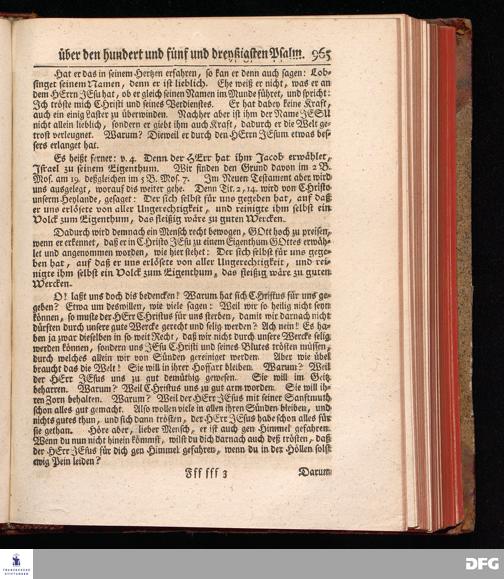 über den hundert und fünf und dreyßigsten Psalm. 965
Hat er das in seinem Hertzen erfahren, so kan er denn auch sagen: Lob-
singet seinem Namen, denn er ist lieblich. Ehe weiß er nicht, was er an
dem HErrn JEsu hat, ob er gleich seinen Namen im Munde führet, und spricht:
Ich tröste mich Christi und seines Verdienstes. Er hat dabey keine Kraft,
auch ein einig Laster zu überwinden. Nachher aber ist ihm der Name JESU
nicht allein lieblich, sondern er giebt ihm auch Kraft, dadurch er die Welt ge-
trost verleugnet. Warum? Dieweil er durch den HErrn JEsum etwas bes-
sers erlanget hat.
Es heißt ferner: v. 4. Denn der HErr hat ihm Jacob erwählet,
Israel zu seinem Eigenthum. Wir finden den Grund davon im 2 B.
Mos. am 19. deßgleichen im 5 B. Mos. 7. Im Neuen Testament aber wird
uns ausgelegt, worauf dis weiter gehe. Denn Tit. 2, 14. wird von Christo
unserm Heylande, gesaget: Der sich selbst für uns gegeben hat, auf daß
er uns erlösete von aller Ungerechtigkeit, und reinigte ihm selbst ein
Volck zum Eigenthum, das fleißig wäre zu guten Wercken.
Dadurch wird demnach ein Mensch recht bewogen, GOtt hoch zu preisen,
wenn er erkennet, daß er in Christo JEsu zu einem Eigenthum GOttes erwäh-
let und angenommen worden, wie hier stehet: Der sich selbst für uns gege-
ben hat, auf daß er uns erlösete von aller Ungerechtigkeit, und rei-
nigte ihm selbst ein Volck zum Eigenthum, das fleißig wäre zu guten
Wercken.
O! laßt uns doch dis bedencken! Warum hat sich Christus für uns ge-
geben? Etwa um deswillen, wie viele sagen: Weil wir so heilig nicht seyn
können, so muste der HErr Christus für uns sterben, damit wir darnach nicht
dürften durch unsere gute Wercke gerecht und selig werden? Ach nein! Es ha-
ben ja zwar dieselben in so weit Recht, daß wir nicht durch unsere Wercke selig
werden können, sondern uns JEsu Christi und seines Blutes trösten müssen,
durch welches allein wir von Sünden gereiniget werden. Aber wie übel
braucht das die Welt! Sie will in ihrer Hoffart bleiben. Warum? Weil
der HErr JEsus uns zu gut demüthig gewesen. Sie will im Geitz
beharren. Warum? Weil Christus uns zu gut arm worden. Sie will ih-
ren Zorn behalten. Warum? Weil der HErr JEsus mit seiner Sanftmuth
schon alles gut gemacht. Also wollen viele in allen ihren Sünden bleiben, und
nichts gutes thun, und sich dann trösten, der HErr JEsus habe schon alles für
sie gethan. Höre aber, lieber Mensch, er ist auch gen Himmel gefahren.
Wenn du nun nicht hinein kömmst, wilst du dich darnach auch deß trösten, daß
der HErr JEsus für dich gen Himmel gefahren, wenn du in der Höllen solst
ewig Pein leiden?
Fff fff 3 Darum
FRANCKESCHE
STIFTUNGEN
DFG